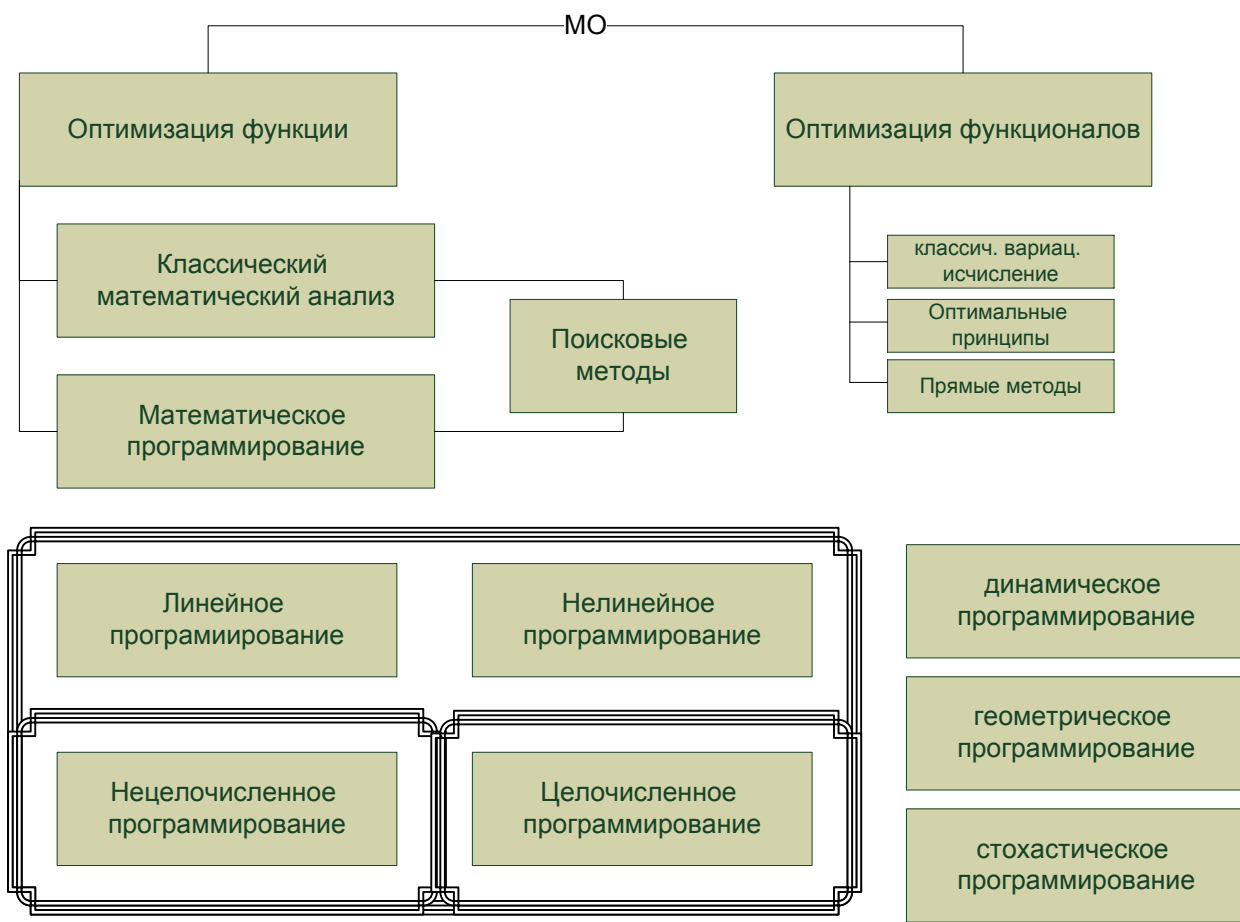 МО
Оптимизация функции
Оптимизация функционалов
Классический
математический анализ
Поисковые
методы
Математическое
программирование
классич. вариац.
исчисление
Оптимальные
принципы
Прямые методы
Линейное
програмиирование
Нелинейное
программирование
Нецелочисленное
программирование
Целочисленное
программирование
динамическое
программирование
геометрическое
программирование
стохастическое
программирование